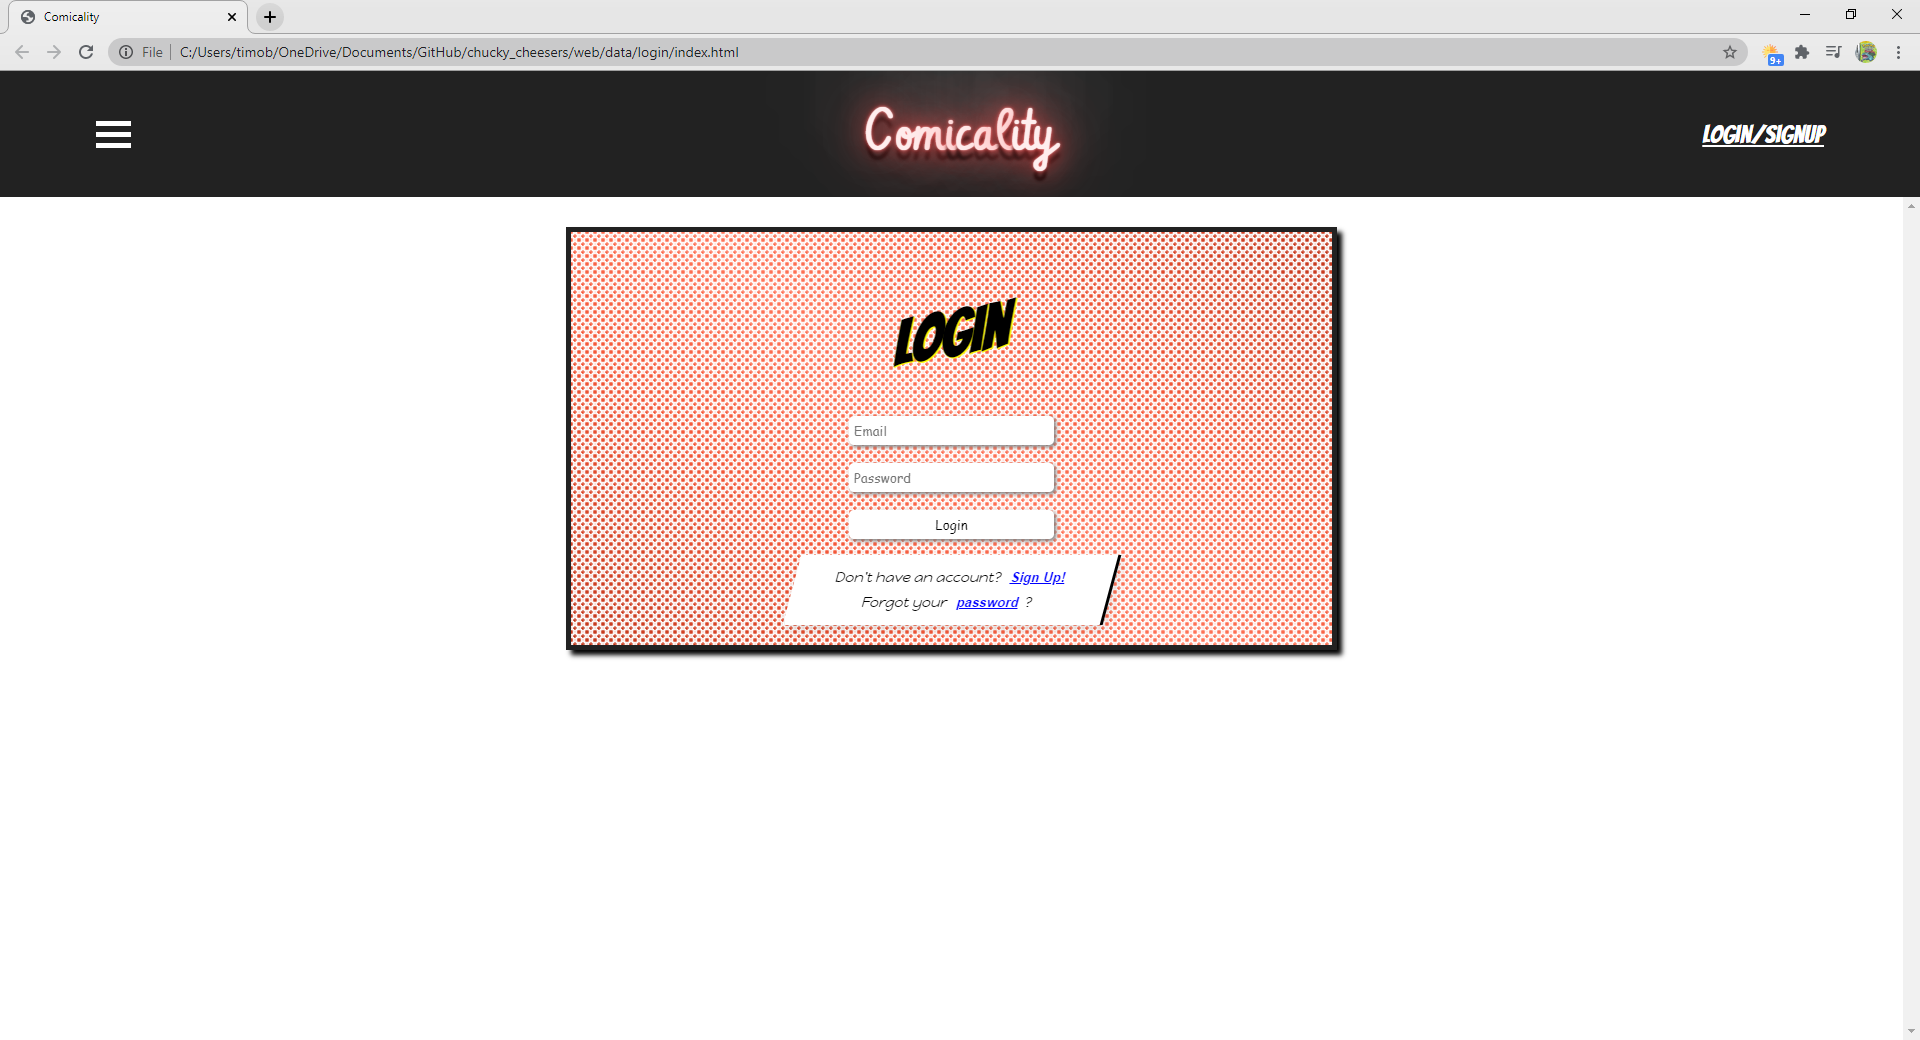 Comicality
File C:/Users/timob/OneDrive/Documents/GitHub/chucky_cheesers/web/data/login/index.html
9+
Comicality
LOGIN/SIGNUP
LOGIN
Email
Password
Login
Don't have an account? Sign Up!
Forgot your password ?